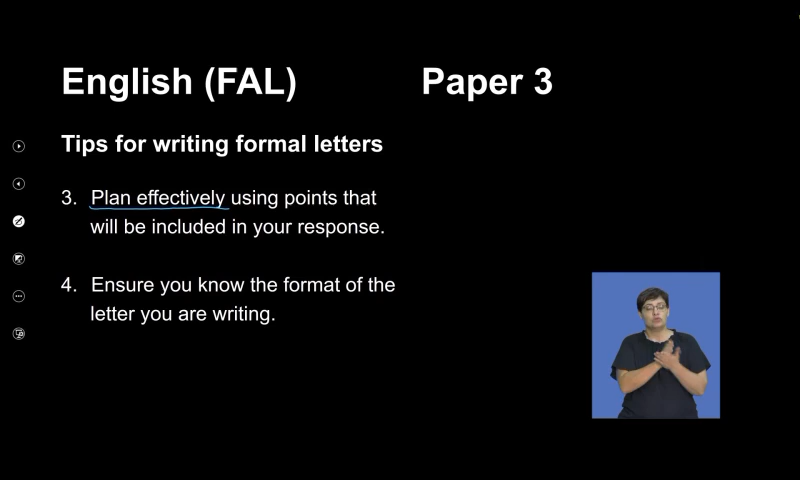 English (FAL) Paper 3
Tips for writing formal letters
3. Plan effectively using points that
will be included in your response.
4. Ensure you know the format of the
letter you are writing.